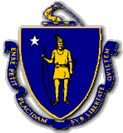 ENSE PETIT
PLACIDAM
SUB LIBERTATE
QUIETEM